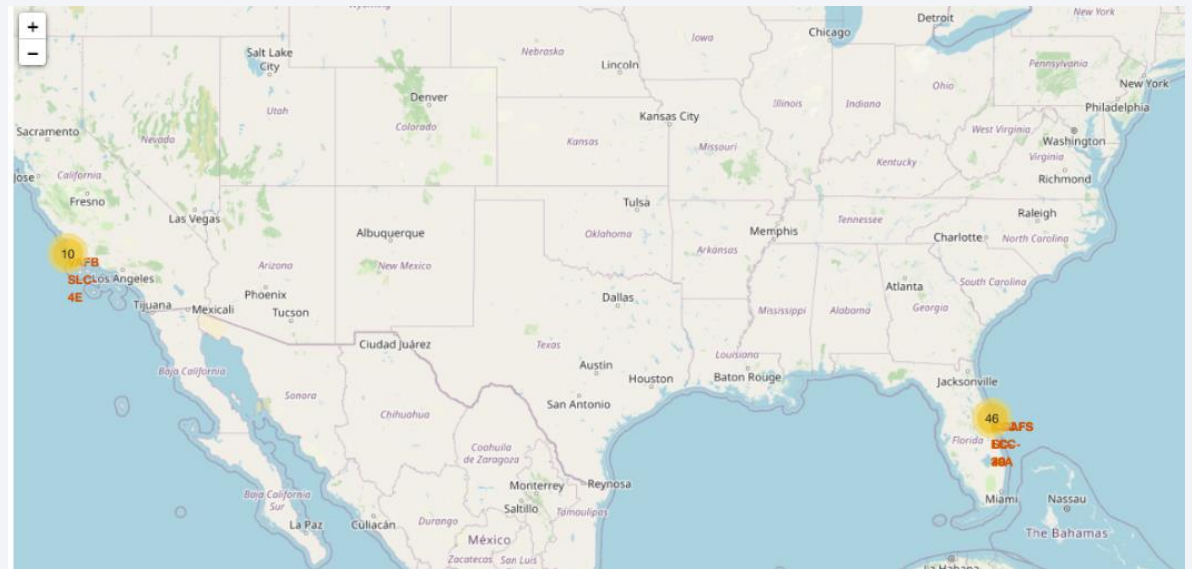 +
−
Wyoming
Detroit
New York
Chicago
Salt Lake
City
Nebraska
Iowa
Lincoln
Pennsylvania
New York
Denver
Utah
Colorado
Illinois
Indiana
Ohio
Philadelphia
Sacramento
Nevada
Kansas City
Kansas
Missouri
West Virginia
Washington
Virginia
Jose
California
Fresno
Kentucky
Richmond
Las Vegas
Tulsa
Raleigh
Albuquerque
Oklahoma
Memphis
Tennessee
Charlotte
North Carolina
10
AFB
SLC-
4E
Los Angeles
Arizona
New Mexico
Arkansas
Phoenix
Tucson
Atlanta
South Carolina
Tijuana
Mexicali
Dallas
Mississippi
Alabama
Georgia
Ciudad Juárez
Texas
Louisiana
Baja California
Austin
Houston
Baton Rouge
Jacksonville
Sonora
San Antonio
Chihuahua
46
AFS
Florida
Coahuila
de Zaragoza
Monterrey
Reynosa
Miami
Nassau
Baja California
Sur
Saltillo
Tamaulipas
La Paz
Culiacán
Durango
México
The Bahamas
Zacatecas
San Luis
La Habana